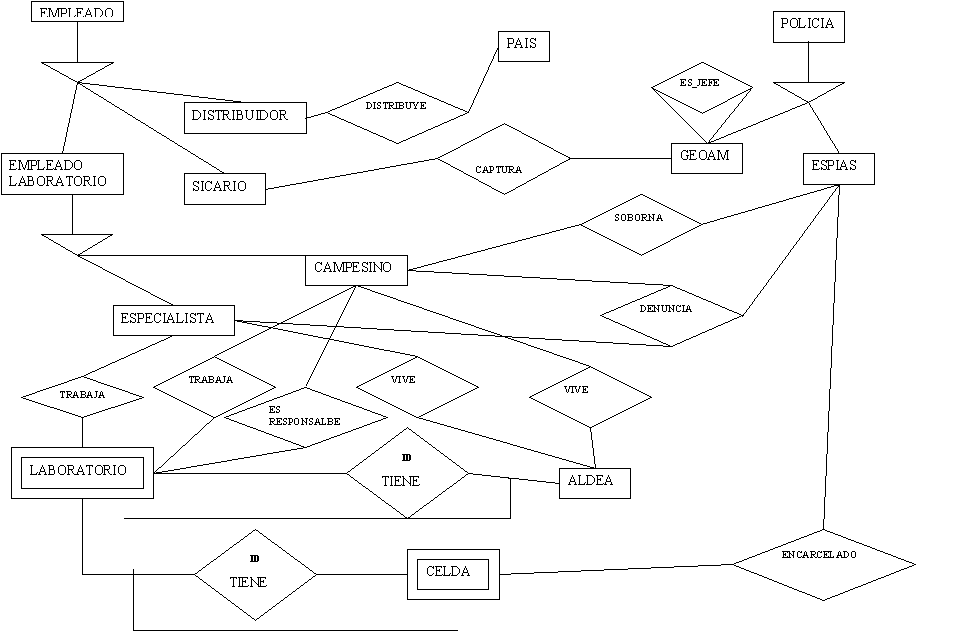 EMPLEADO
POLICIA
PAIS
ES_JEFE
DISTRIBUIDOR
DISTRIBUYE
EMPLEADO
LABORATORIO
SICARIO
CAPTURA
GEOAM
ESPIAS
SOBORNA
CAMPESINO
ESPECIALISTA
DENUNCIA
TRABAJA
TRABAJA
ES
RESPONSALBE
VIVE
VIVE
LABORATORIO
ID
TIENE
ALDEA
ID
TIENE
CELDA
ENCARCELADO